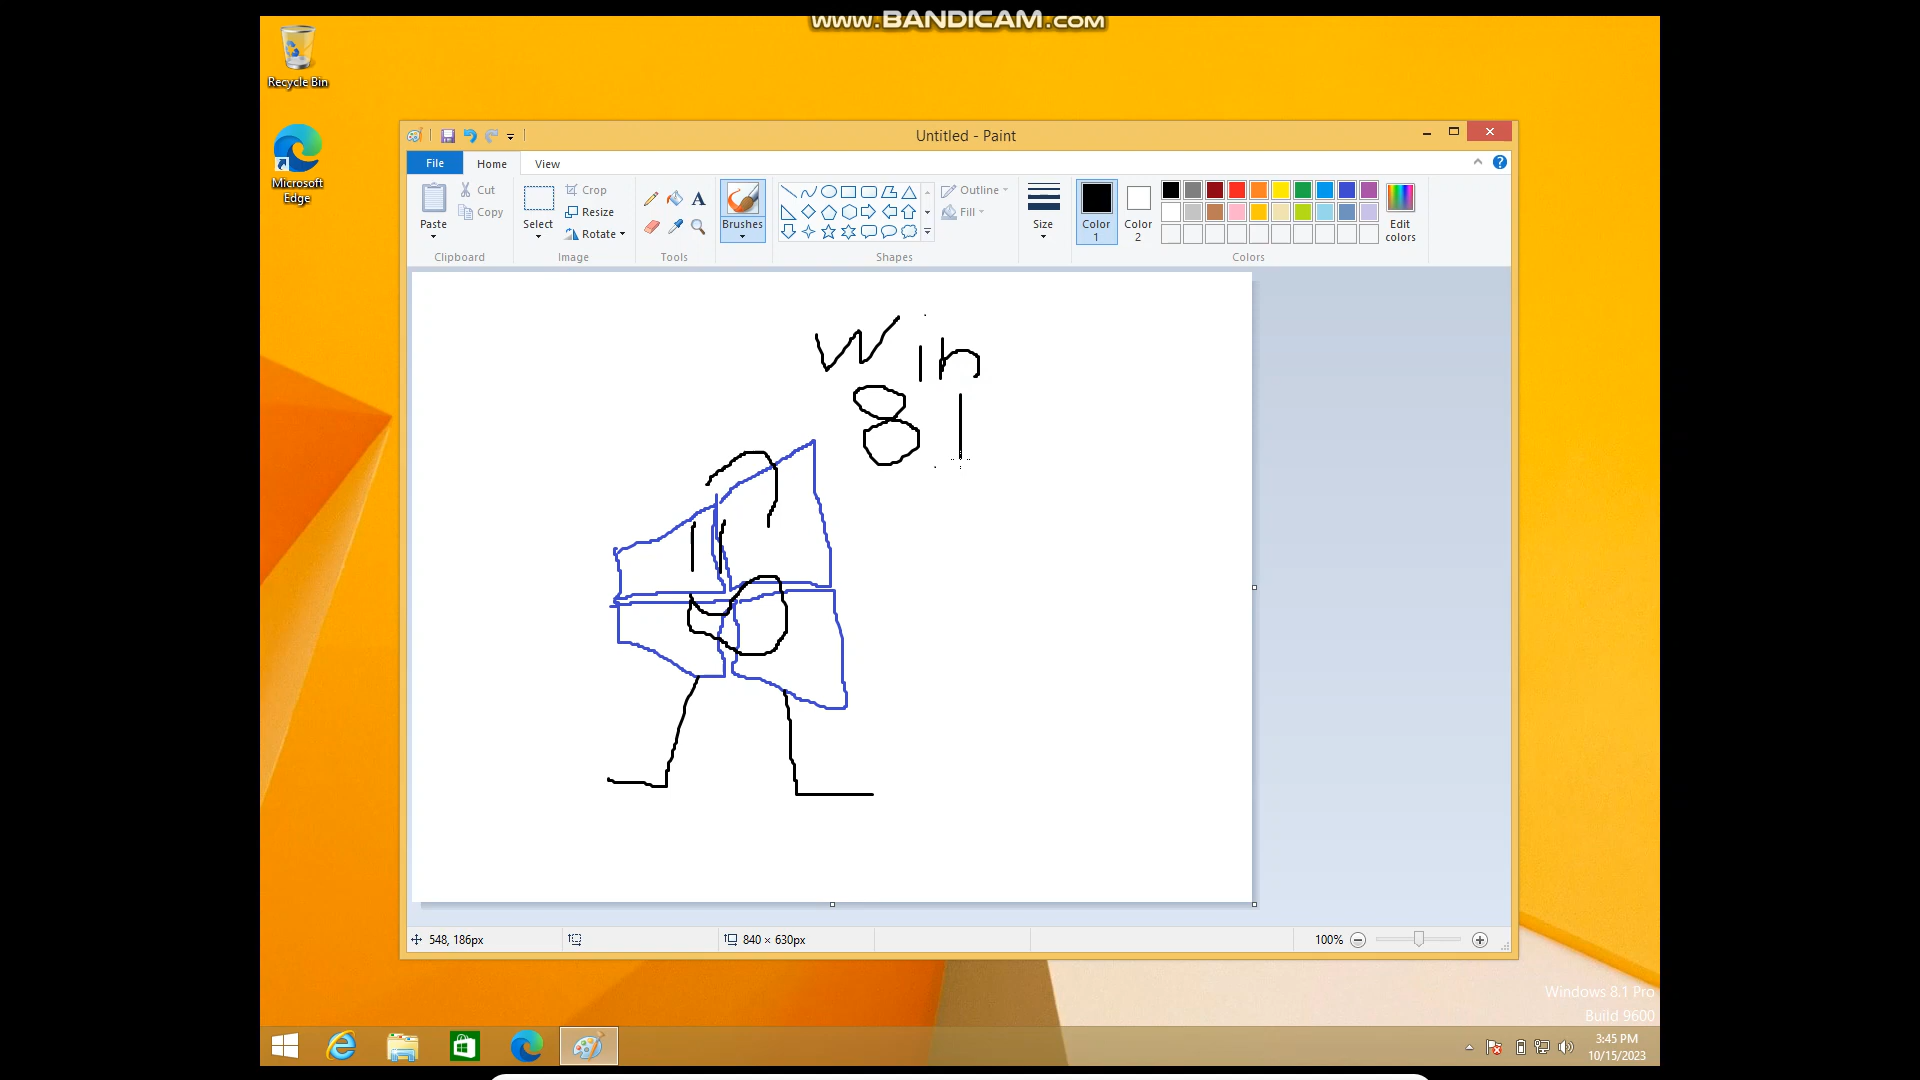 www.BANDICAM.com
Recycle Bin
Microsoft
Edge
Untitled - Paint
File Home View
Paste
Cut
Copy
Clipboard
Select
Crop
Resize
Rotate
Image
A
Tools
Brushes
Outline
Fill
Shapes
Size
Color
1
Color
2
Edit
colors
Colors
Win
8.1
548, 186px
840 × 630px
100%
Windows 8.1 Pro
Build 9600
3:45 PM
10/15/2023